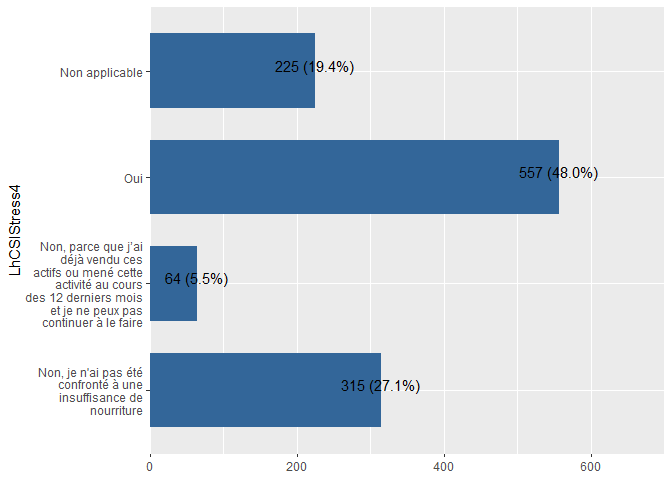 LhCSIStress4
Non applicable
225 (19.4%)
Oui
557 (48.0%)
Non, parce que j’ai
déjà vendu ces
actifs ou mené cette
activité au cours
des 12 derniers mois
et je ne peux pas
continuer à le faire
64 (5.5%)
Non, je n'ai pas été
confronté à une
insuffisance de
nourriture
315 (27.1%)
0
200
400
600